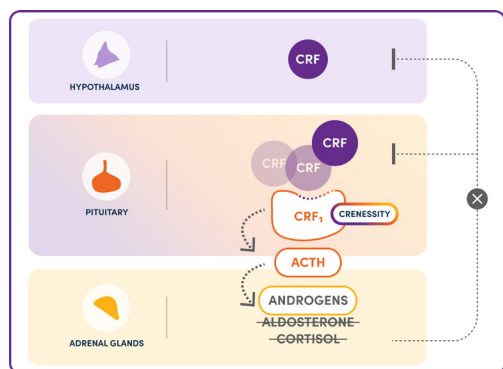 CRF
HYPOTHALAMUS
CRF
CRF
CRF
PITUITARY
CRF₁
CRENESSITY
ACTH
ANDROGENS
ALDOSTERONE
CORTISOL
ADRENAL GLANDS